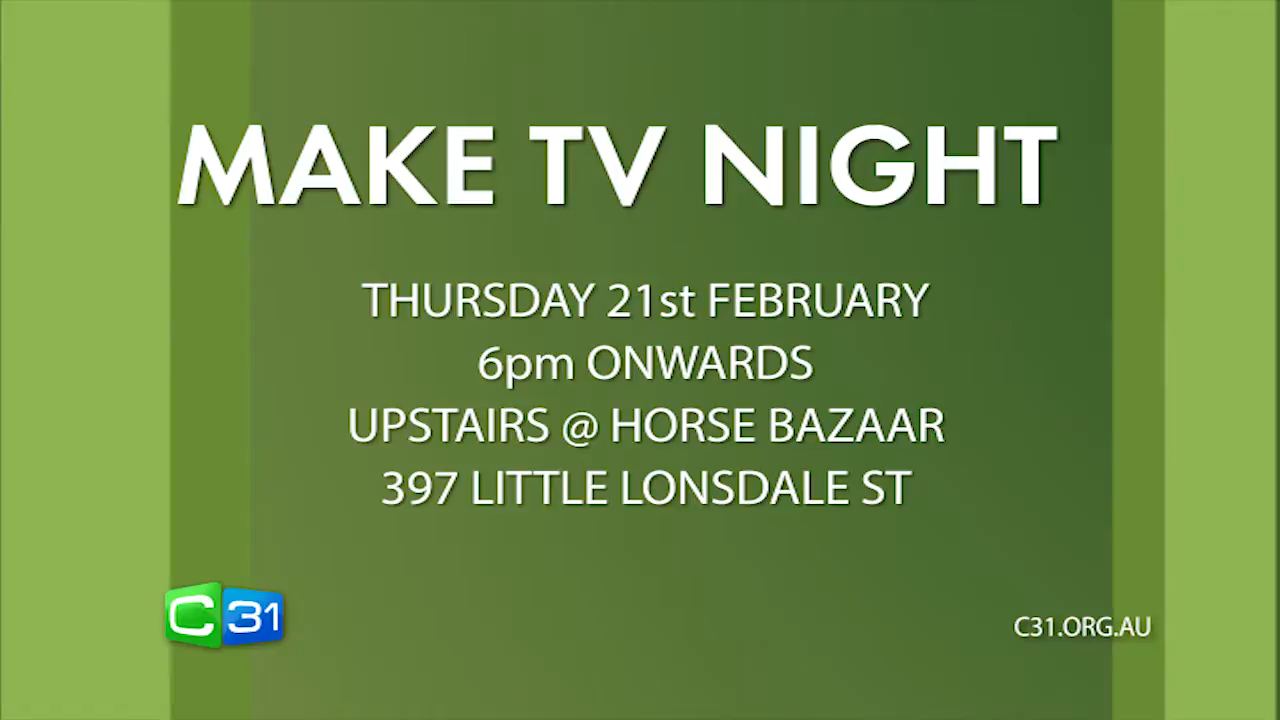 MAKE TV NIGHT
THURSDAY 21st FEBRUARY
6pm ONWARDS
UPSTAIRS @ HORSE BAZAAR
397 LITTLE LONSDALE ST
C31
C31.ORG.AU